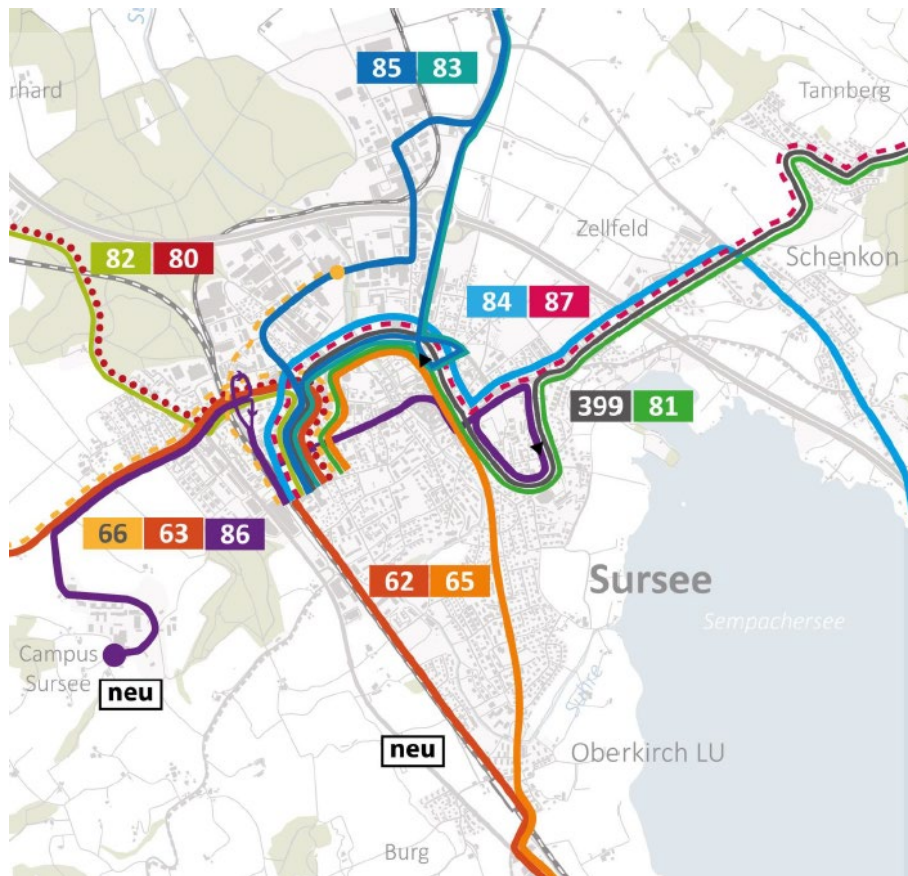 85 83
rhard
Tannberg
Zellfeld
82 80
Schenkon
84 87
399 81
66 63 86
62 65
Sursee
Sempachersee
Campus
Sursee
neu
neu
Oberkirch LU
Burg